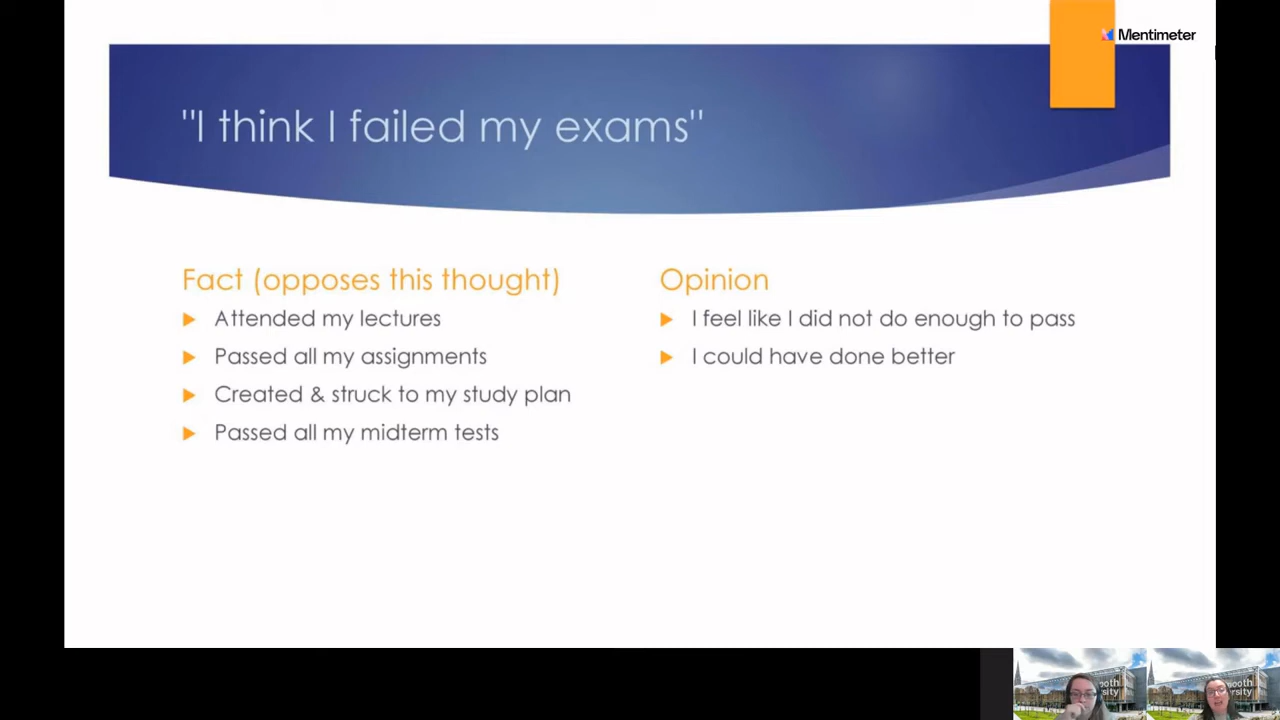 Mentimeter
"I think I failed my exams"
Fact (opposes this thought)
Attended my lectures
Passed all my assignments
Created & struck to my study plan
Passed all my midterm tests
Opinion
I feel like I did not do enough to pass
I could have done better